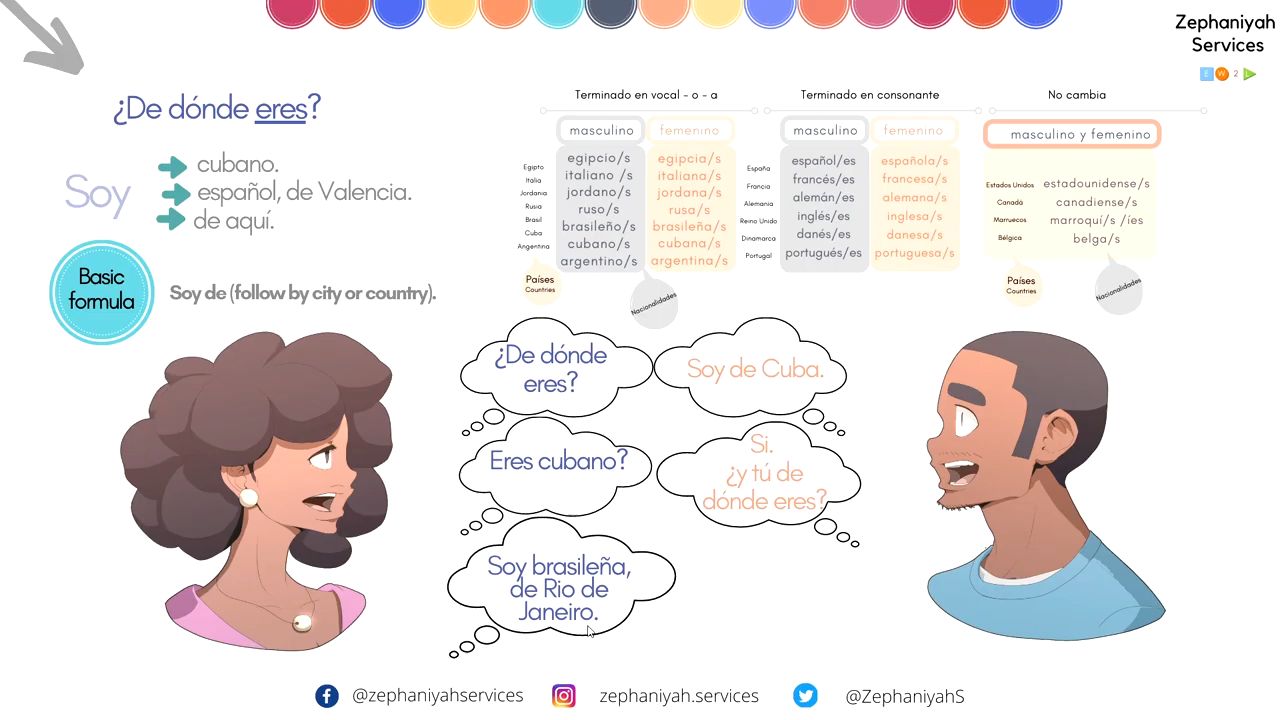 Zephaniyah
Services
E W 2
¿De dónde eres?
Soy
cubano.
español, de Valencia.
de aquí.
Basic
formula
Soy de (follow by city or country).
Terminado en vocal - o - a
masculino femenino
Egipto egipcio/s egipcia/s
Italia italiano /s italiana/s
Jordania jordano/s jordana/s
Rusia ruso/s rusa/s
Brasil brasileño/s brasileña/s
Cuba cubano/s cubana/s
Argentina argentino/s argentina/s
Países
Countries
Nacionalidades
Terminado en consonante
masculino femenino
España español/es española/s
Francia francés/es francesa/s
Alemania alemán/es alemana/s
Reino Unido inglés/es inglesa/s
Dinamarca danés/es danesa/s
Portugal portugués/es portuguesa/s
No cambia
masculino y femenino
Estados Unidos estadounidense/s
Canadá canadiense/s
Marruecos marroquí/s /íes
Bélgica belga/s
Países
Countries
Nacionalidades
¿De dónde
eres?
Soy de Cuba.
Eres cubano?
Si.
¿y tú de
dónde eres?
Soy brasileña,
de Rio de
Janeiro.
@zephaniyahservices
zephaniyah.services
@ZephaniyahS